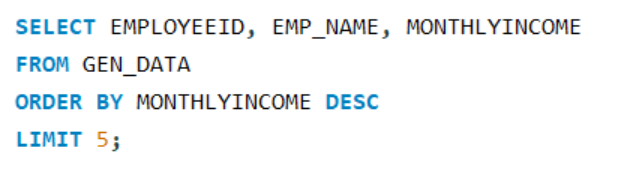 SELECT EMPLOYEEID, EMP_NAME, MONTHLYINCOME
FROM GEN_DATA
ORDER BY MONTHLYINCOME DESC
LIMIT 5;